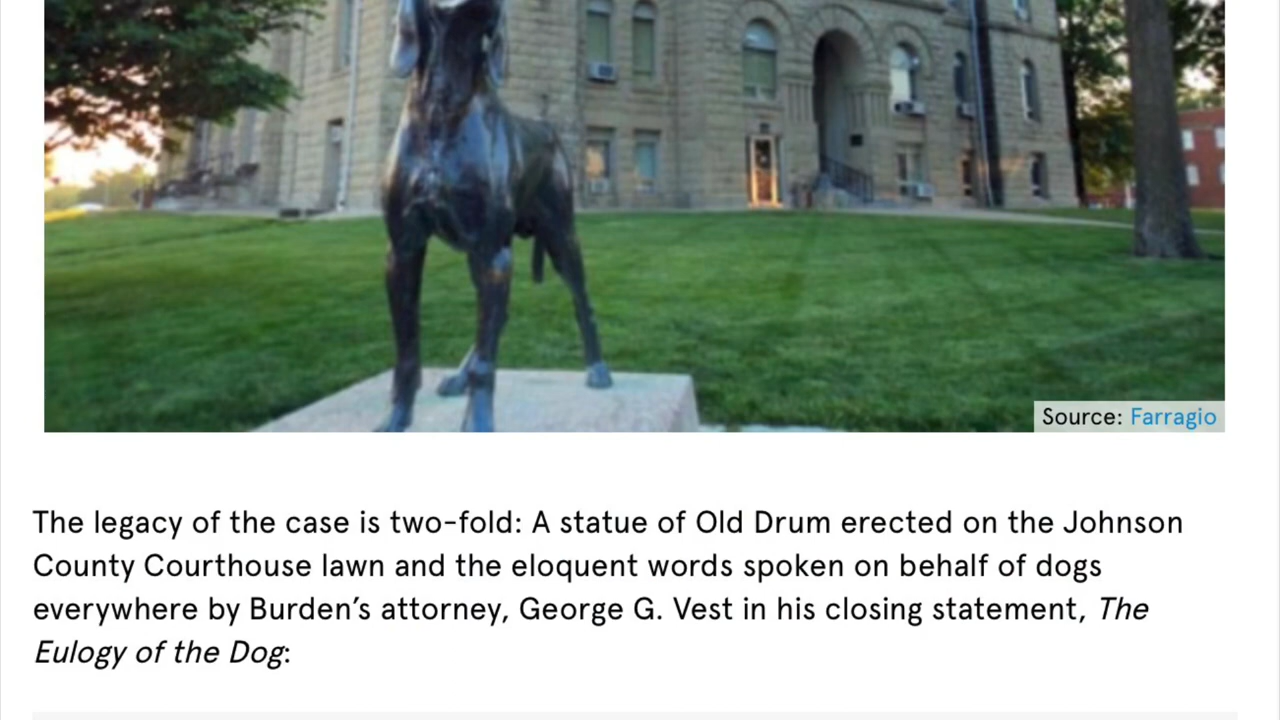 Source: Farragio
The legacy of the case is two-fold: A statue of Old Drum erected on the Johnson
County Courthouse lawn and the eloquent words spoken on behalf of dogs
everywhere by Burden’s attorney, George G. Vest in his closing statement, The
Eulogy of the Dog: